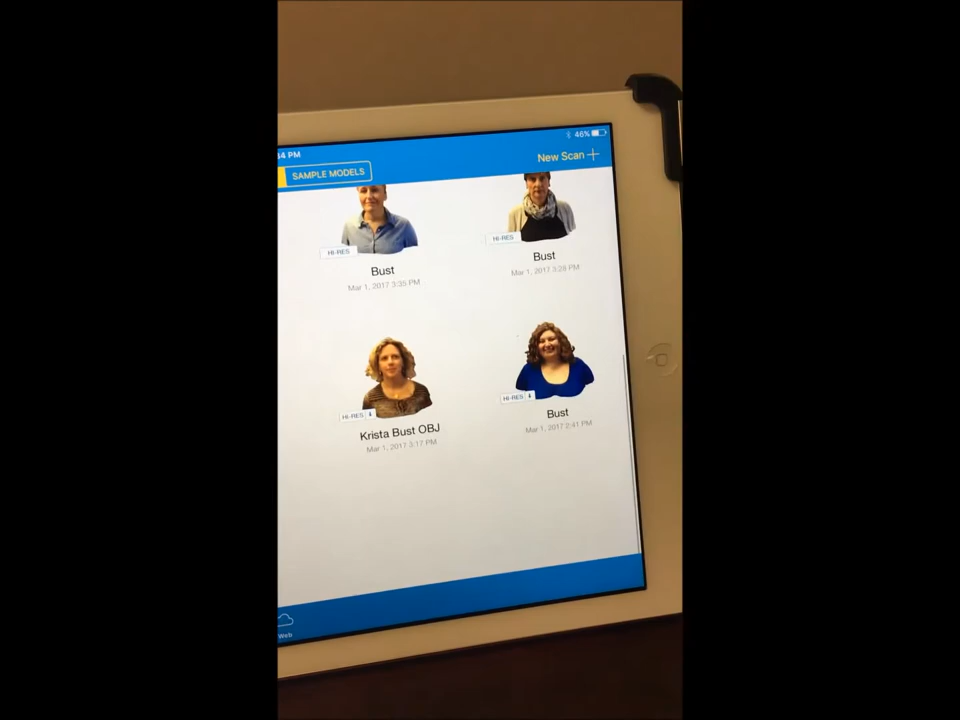 4 PM
46%
SAMPLE MODELS
New Scan
HI-RES
HI-RES
Bust
Mar 1, 2017 3:35 PM
Bust
Mar 1, 2017 3:28 PM
HI-RES
HI-RES
Krista Bust OBJ
Mar 1, 2017 3:17 PM
Bust
Mar 1, 2017 2:41 PM
Web